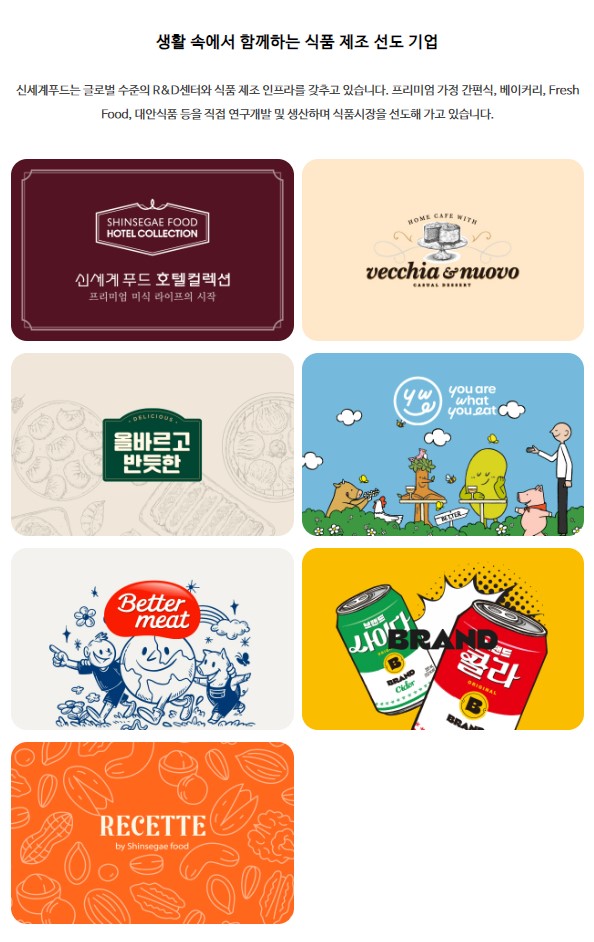 생활 속에서 함께하는 식품 제조 선도 기업
신세계푸드는 글로벌 수준의 R&D센터와 식품 제조 인프라를 갖추고 있습니다. 프리미엄 가정 간편식, 베이커리, Fresh
Food, 대안식품 등을 직접 연구개발 및 생산하며 식품시장을 선도해 가고 있습니다.
SHINSEGAE FOOD
HOTEL COLLECTION
신세계푸드 호텔컬렉션
프리미엄 미식 라이프의 시작
HOME CAFE WITH
vecchia & nuovo
CASUAL DESSERT
DELICIOUS
올바르고
반듯한
ywe
you are
what
you eat
BETTER
Better
meat
브랜드
사이다
B
BRAND
Cider
BRAND
랜드
콜라
ORIGINAL
B
BRAND
RECETTE
by Shinsegae food